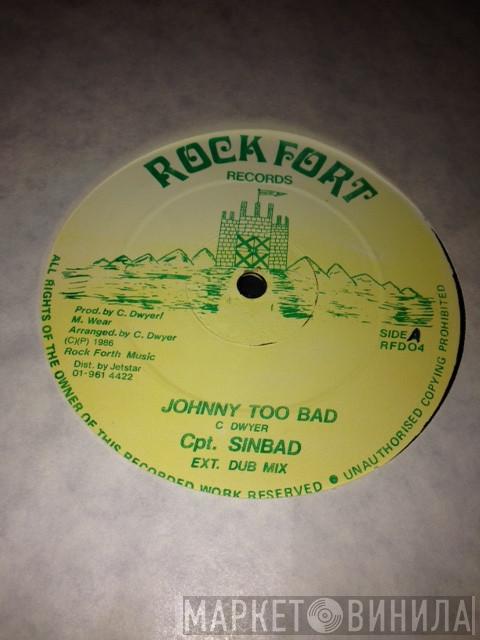 ROCK FORT
RECORDS
Prod. by C. Dwyer/
M. Wear
Arranged. by C. Dwyer
(C)(P) 1986
Rock Forth Music
Dist. by Jetstar
01-961 4422
SIDE A
RFD04
JOHNNY TOO BAD
C DWYER
Cpt. SINBAD
EXT. DUB MIX
ALL RIGHTS OF THE OWNER OF THIS RECORDED WORK RESERVED • UNAUTHORISED COPYING PROHIBITED
МАРКЕТ ВИНИЛА